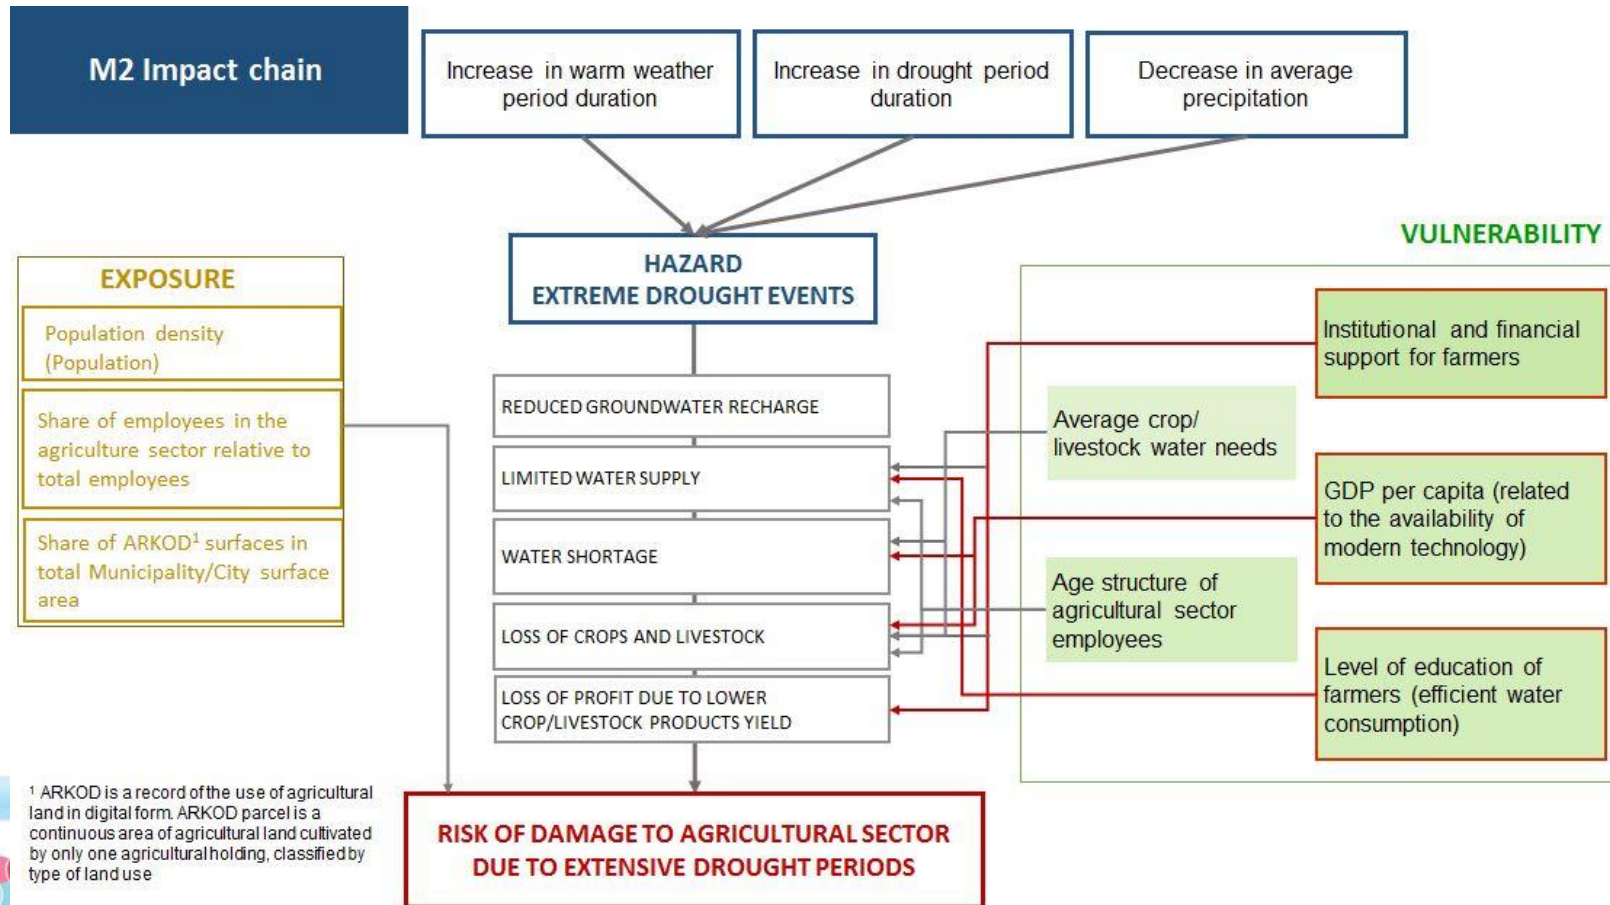 M2 Impact chain
Increase in warm weather
period duration
Increase in drought period
duration
Decrease in average
precipitation
HAZARD
EXTREME DROUGHT EVENTS
EXPOSURE
Population density
(Population)
Share of employees in the
agriculture sector relative to
total employees
Share of ARKOD¹ surfaces in
total Municipality/City surface
area
REDUCED GROUNDWATER RECHARGE
LIMITED WATER SUPPLY
WATER SHORTAGE
LOSS OF CROPS AND LIVESTOCK
LOSS OF PROFIT DUE TO LOWER
CROP/LIVESTOCK PRODUCTS YIELD
VULNERABILITY
Average crop/
livestock water needs
Age structure of
agricultural sector
employees
Institutional and financial
support for farmers
GDP per capita (related
to the availability of
modern technology)
Level of education of
farmers (efficient water
consumption)
¹ ARKOD is a record of the use of agricultural
land in digital form. ARKOD parcel is a
continuous area of agricultural land cultivated
by only one agricultural holding, classified by
type of land use
RISK OF DAMAGE TO AGRICULTURAL SECTOR
DUE TO EXTENSIVE DROUGHT PERIODS